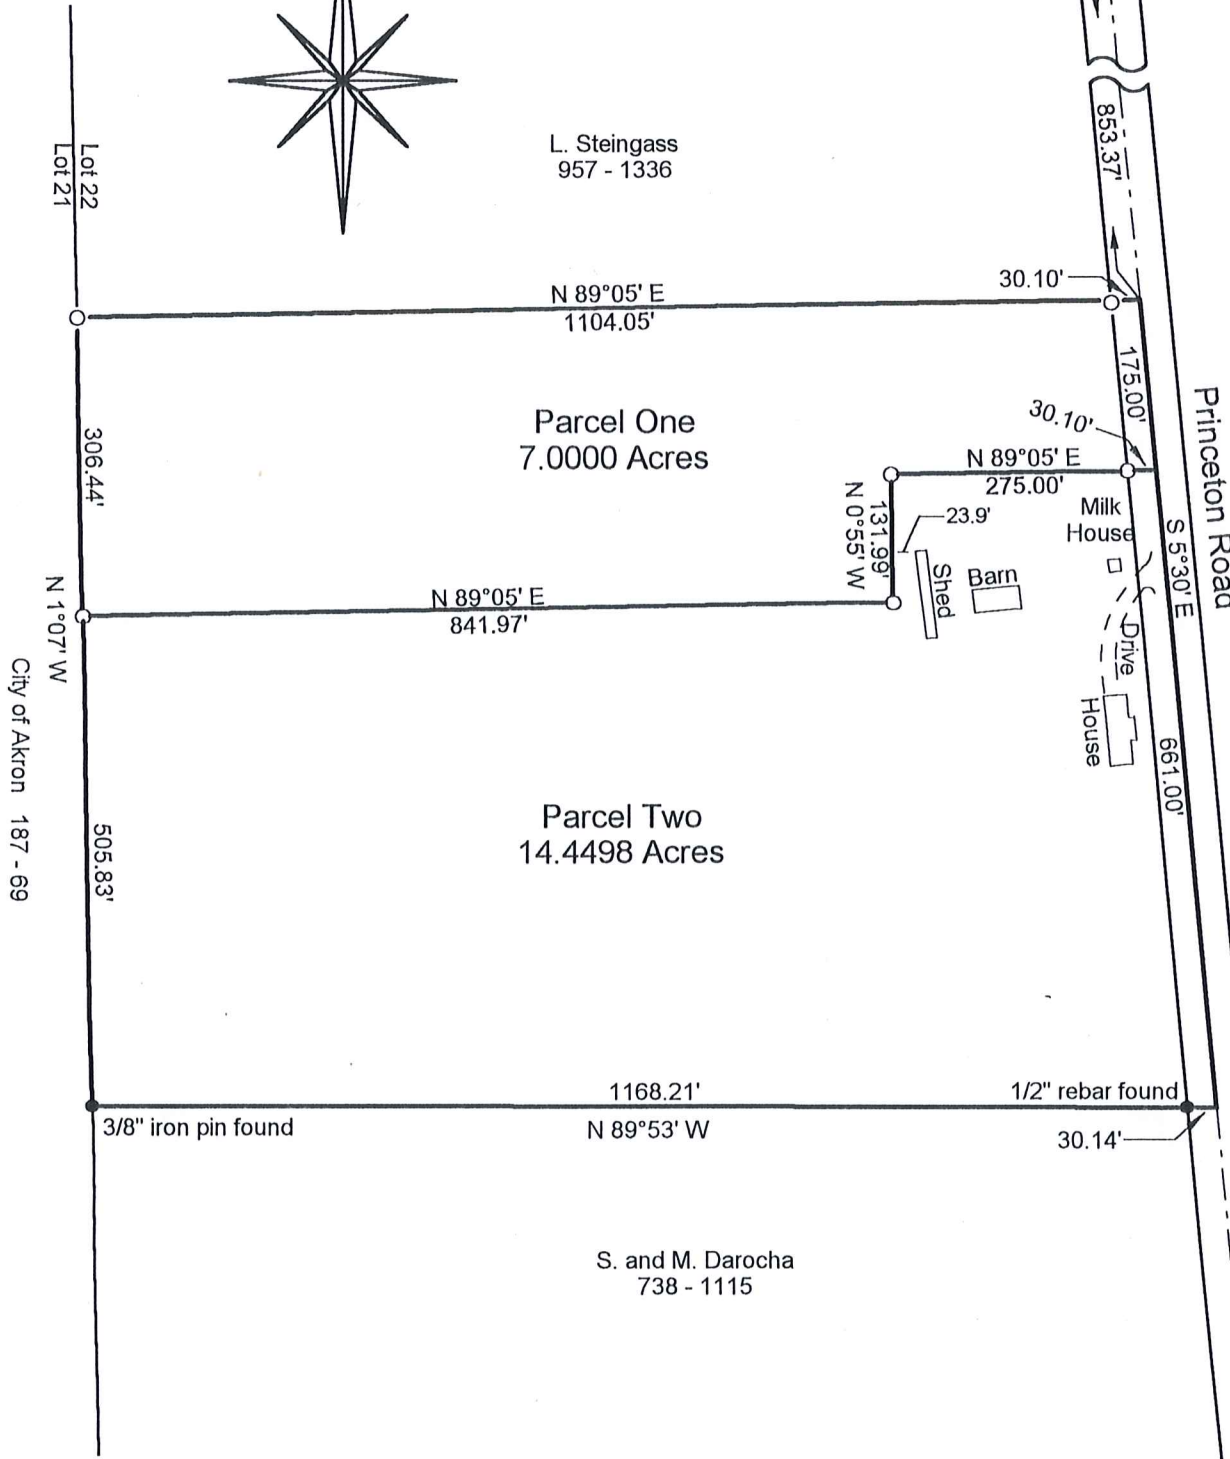 L. Steingass
957 - 1336
853.37'
Lot 22
Lot 21
30.10'
N 89°05' E
1104.05'
175.00'
Princeton Road
Parcel One
7.0000 Acres
306.44'
30.10'
N 89°05' E
275.00'
131.99'
N 0°55' W
23.9'
Milk
House
Shed
Barn
S 5°30' E
Drive
House
661.00'
N 89°05' E
841.97'
N 1°07' W
City of Akron 187 - 69
505.83'
Parcel Two
14.4498 Acres
1168.21'
N 89°53' W
1/2" rebar found
3/8" iron pin found
30.14'
S. and M. Darocha
738 - 1115